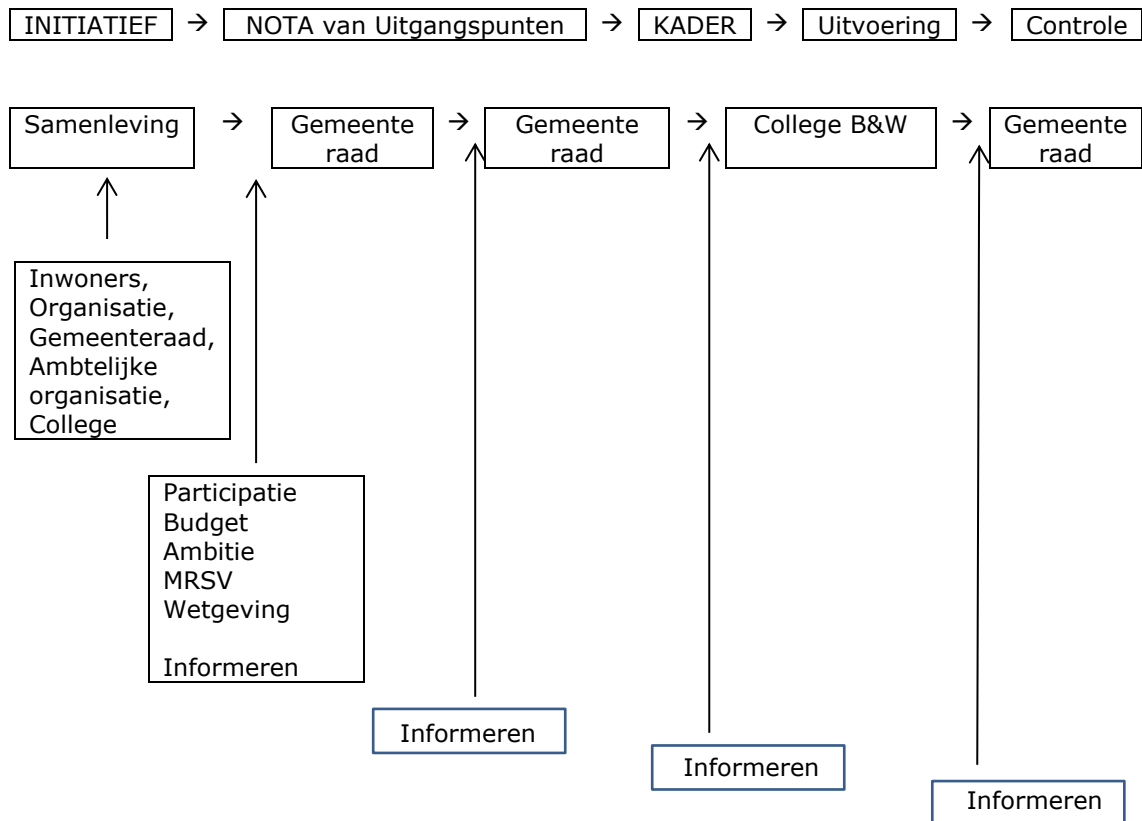 INITIATIEF → NOTA van Uitgangspunten → KADER → Uitvoering → Controle
Samenleving → Gemeente raad → Gemeente raad → College B&W → Gemeente raad
Inwoners,
Organisatie,
Gemeenteraad,
Ambtelijke
organisatie,
College
Participatie
Budget
Ambitie
MRSV
Wetgeving
Informeren
Informeren
Informeren
Informeren